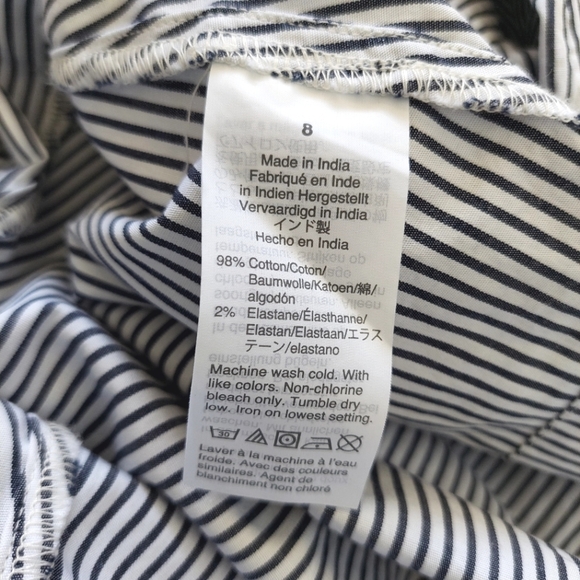 8
Made in India
Fabriqué en Inde
in Indien Hergestellt
Vervaardigd in India
インド製
Hecho en India
98% Cotton/Coton/
Baumwolle/Katoen/綿/
algodón
2% Elastane/Élasthanne/
Elastan/Elastaan/エラス
テーン/elastano
Machine wash cold. With
like colors. Non-chlorine
bleach only. Tumble dry
low. Iron on lowest setting.
30
Laver à la machine à l'eau
froide. Avec des couleurs
similaires. Agent de
blanchiment non chloré